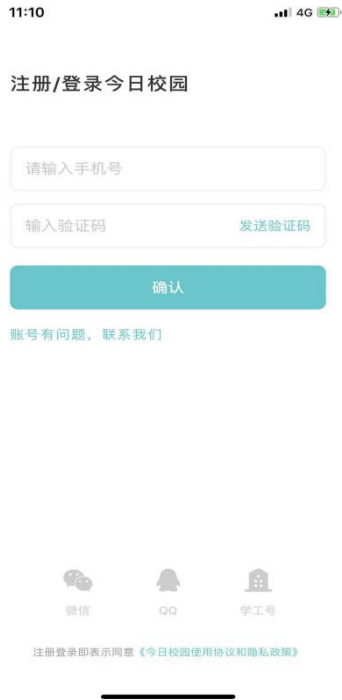 11:10 4G
注册/登录今日校园
请输入手机号
输入验证码 发送验证码
确认
账号有问题，联系我们
微信 QQ 学工号
注册登录即表示同意《今日校园使用协议和隐私政策》